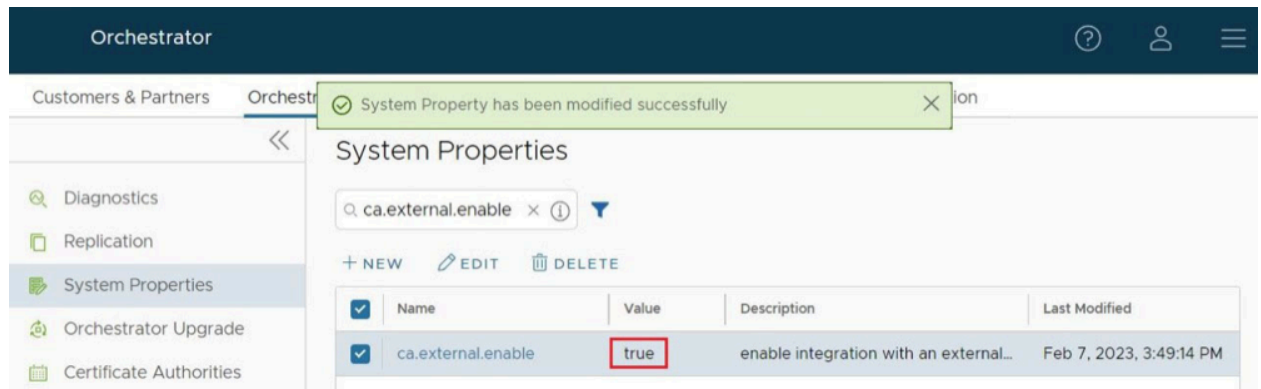 Orchestrator
Customers & Partners Orchestr ion
System Property has been modified successfully
System Properties
Diagnostics
Replication
System Properties
Orchestrator Upgrade
Certificate Authorities
ca.external.enable
+ NEW EDIT DELETE
Name Value Description Last Modified
ca.external.enable true enable integration with an external... Feb 7, 2023, 3:49:14 PM